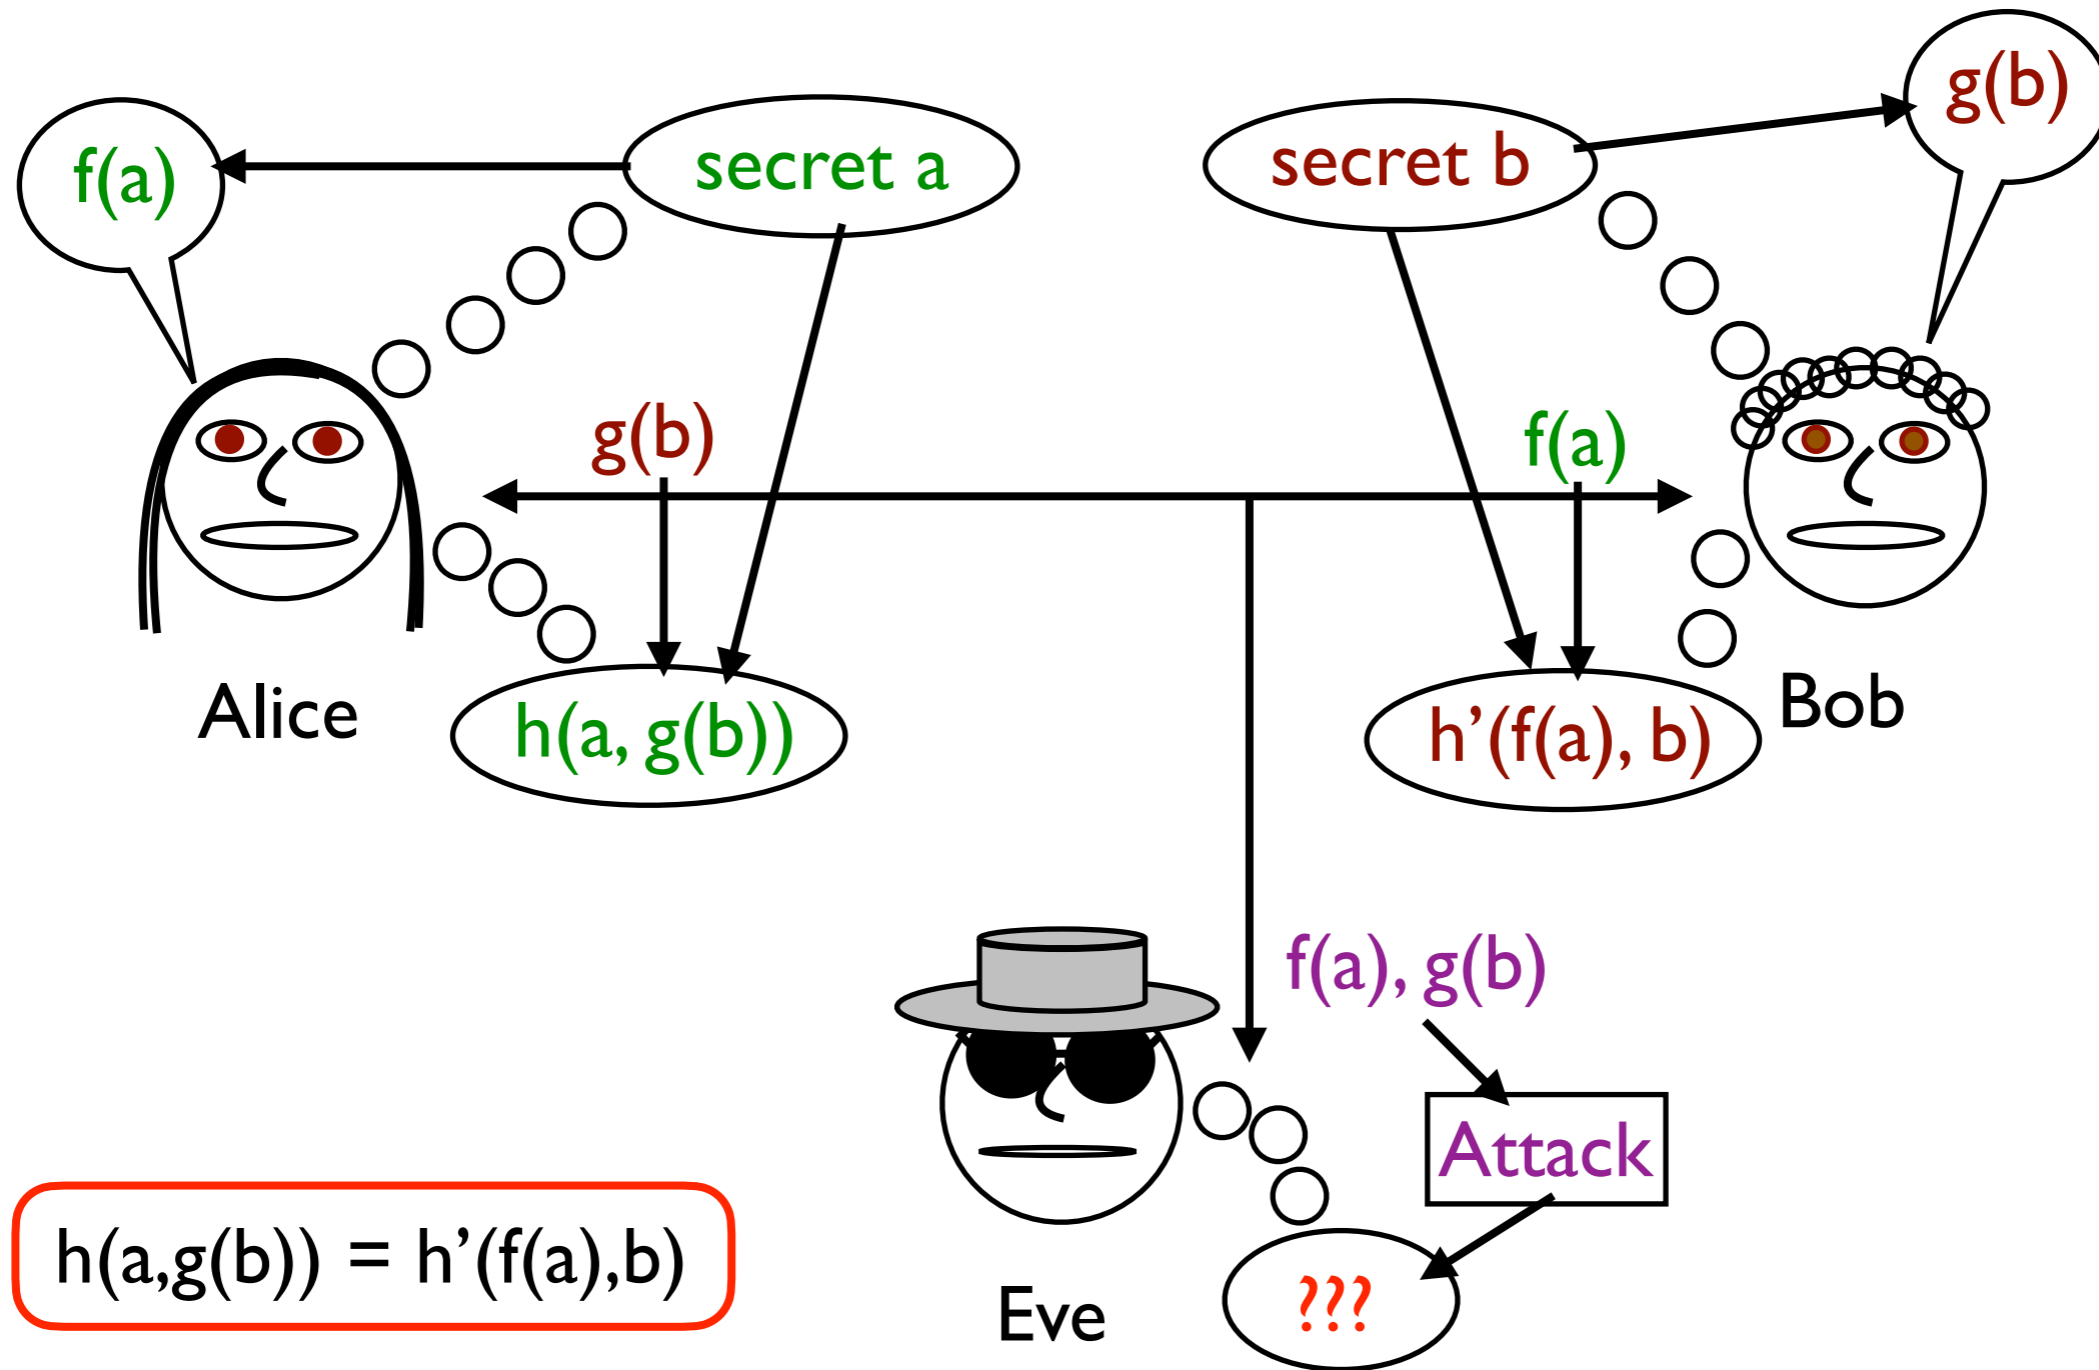 g(b)
f(a)
secret a
secret b
g(b)
f(a)
Alice
h(a, g(b))
h’(f(a), b)
Bob
f(a), g(b)
Attack
h(a,g(b)) = h’(f(a),b)
Eve
???